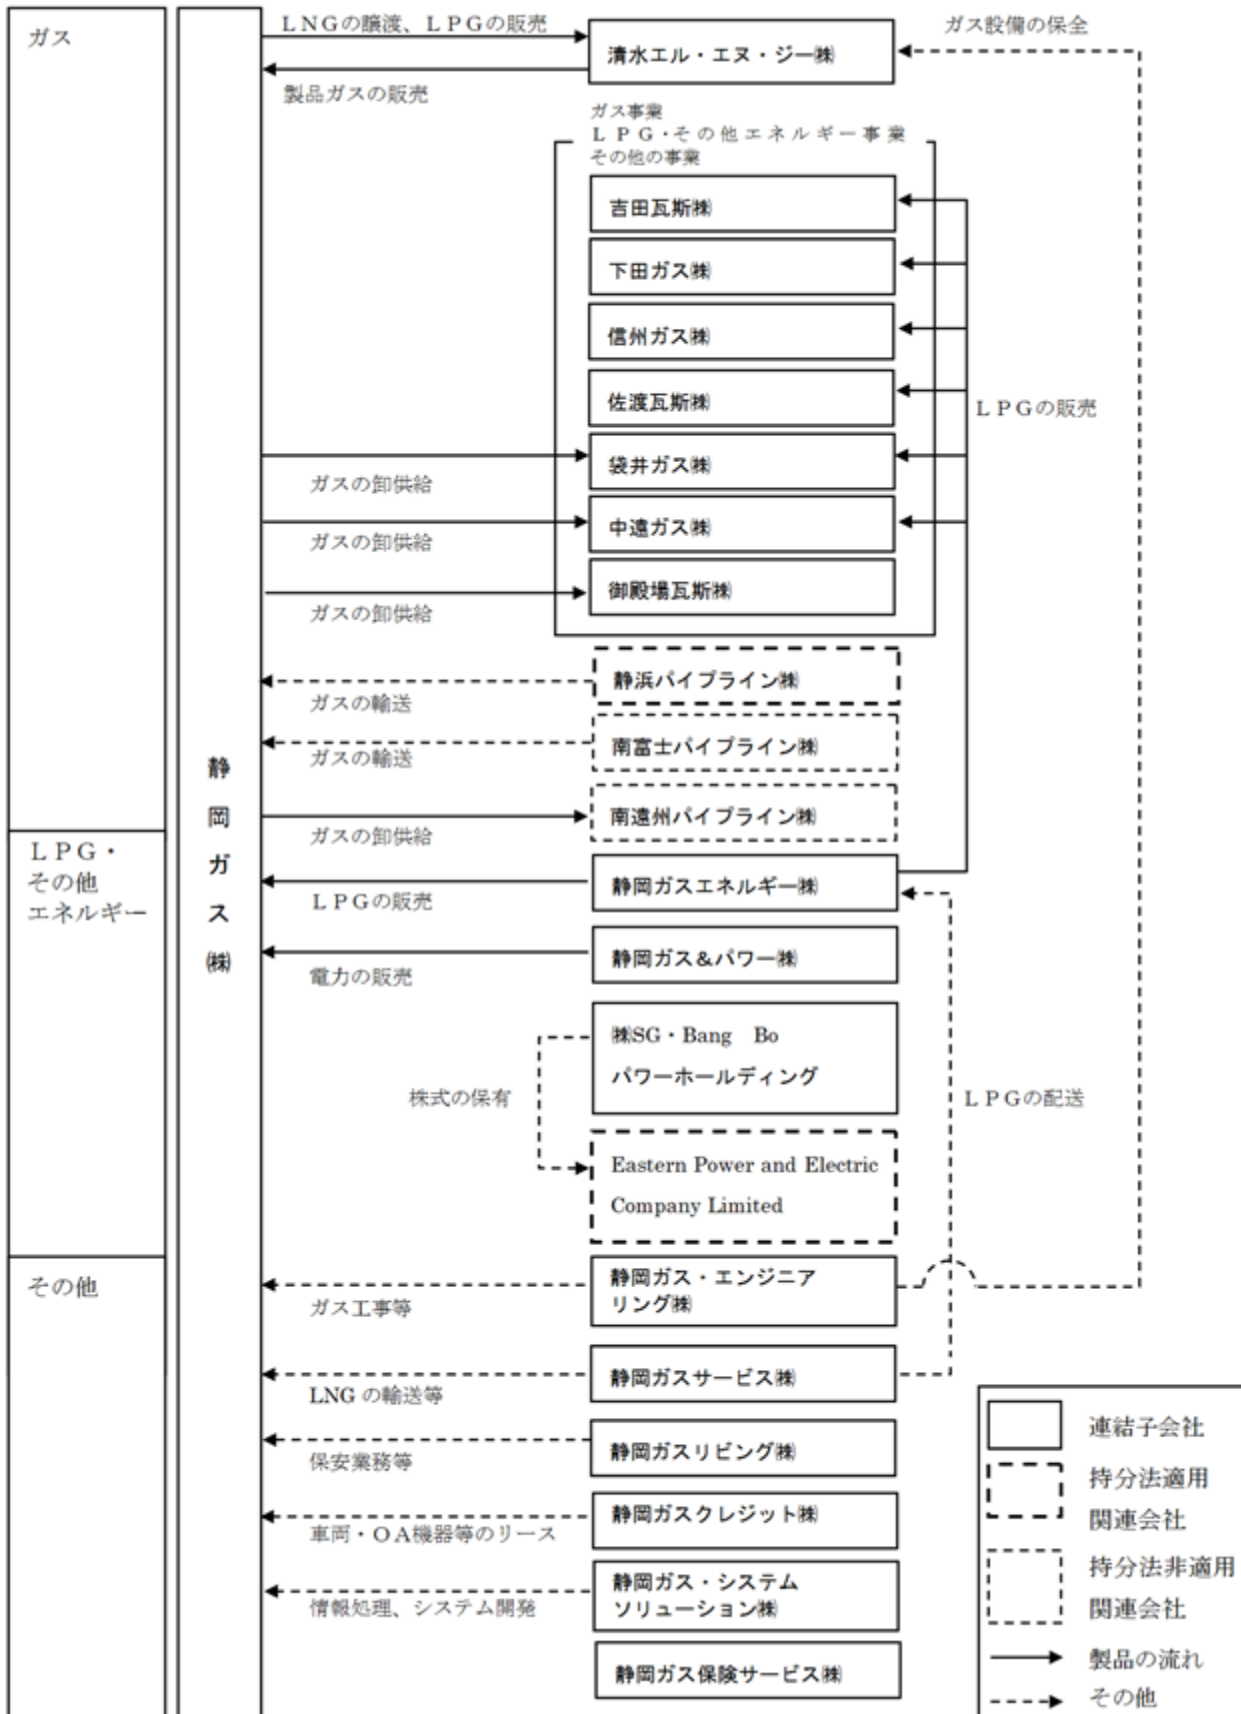 ガス
静岡ガス㈱
LNGの譲渡、LPGの販売
清水エル・エヌ・ジー㈱
ガス設備の保全
製品ガスの販売
ガス事業
LPG・その他エネルギー事業
その他の事業
吉田瓦斯㈱
下田ガス㈱
信州ガス㈱
佐渡瓦斯㈱
LPGの販売
袋井ガス㈱
ガスの卸供給
中遠ガス㈱
ガスの卸供給
御殿場瓦斯㈱
ガスの卸供給
静浜パイプライン㈱
ガスの輸送
南富士パイプライン㈱
ガスの輸送
南遠州パイプライン㈱
ガスの卸供給
LPG・
その他
エネルギー
静岡ガスエネルギー㈱
LPGの販売
静岡ガス&パワー㈱
電力の販売
㈱SG・Bang Bo
パワーホールディング
株式の保有
LPGの配送
Eastern Power and Electric
Company Limited
その他
静岡ガス・エンジニア
リング㈱
ガス工事等
静岡ガスサービス㈱
LNG の輸送等
静岡ガスリビング㈱
保安業務等
静岡ガスクレジット㈱
車両・OA機器等のリース
静岡ガス・システム
ソリューション㈱
情報処理、システム開発
静岡ガス保険サービス㈱
連結子会社
持分法適用
関連会社
持分法非適用
関連会社
製品の流れ
その他